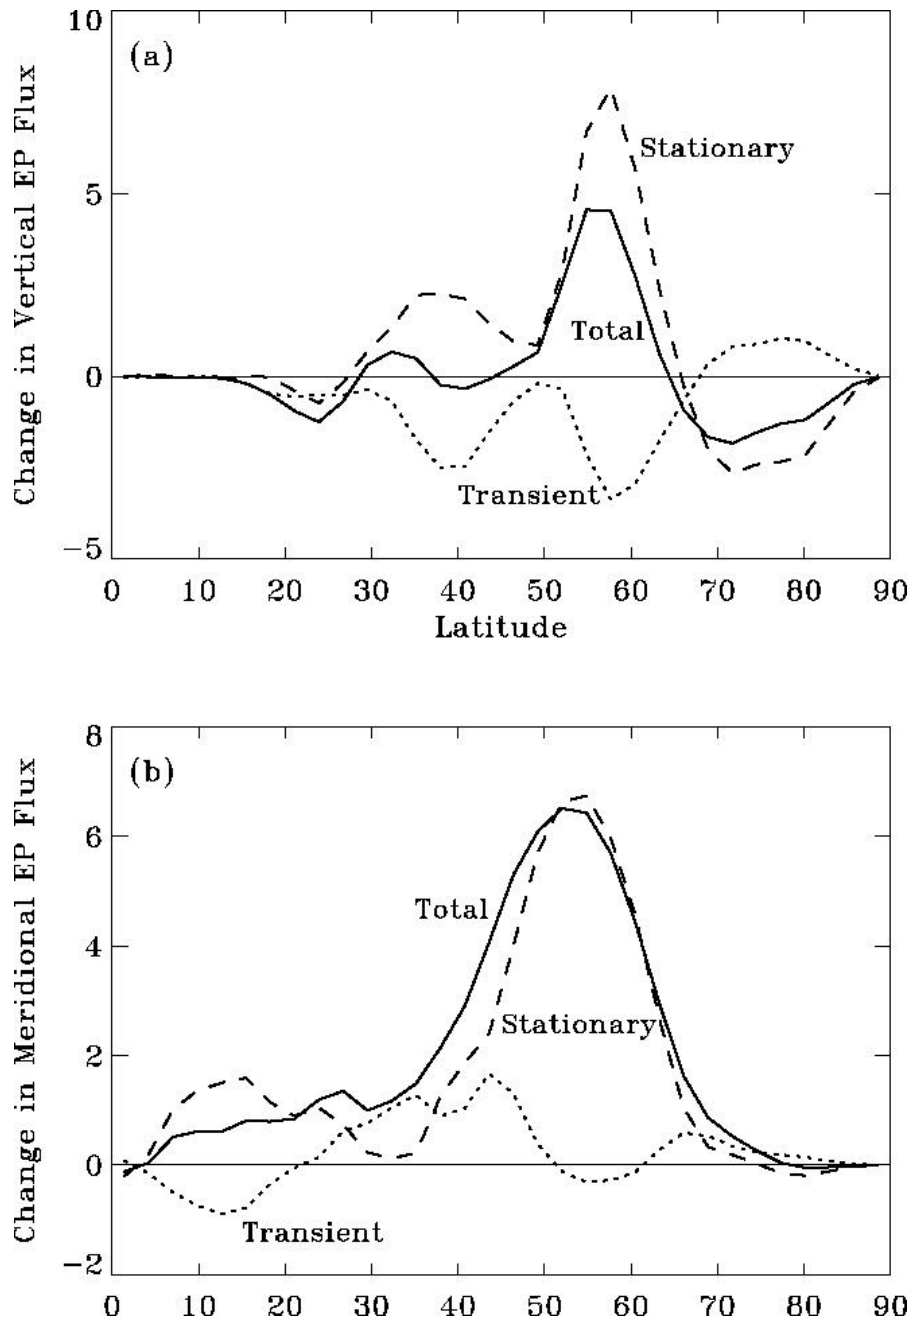 10
(a)
Change in Vertical EP Flux
Stationary
5
Total
0
Transient
−5
0 10 20 30 40 50 60 70 80 90
Latitude
8
(b)
Change in Meridional EP Flux
6
Total
4
Stationary
2
0
Transient
−2
0 10 20 30 40 50 60 70 80 90